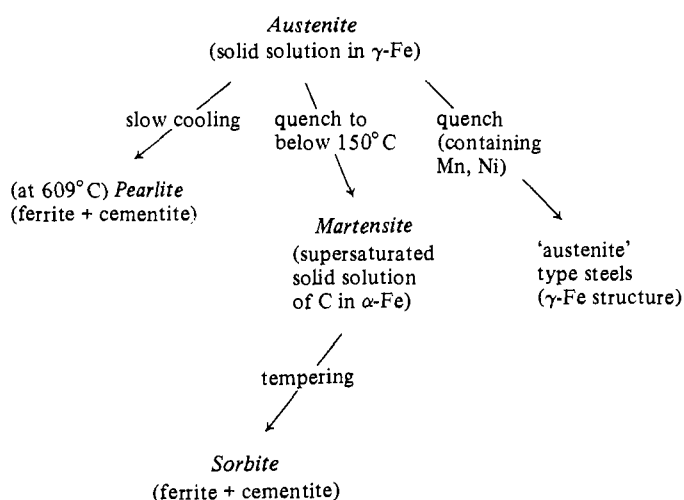 Austenite
(solid solution in γ-Fe)
slow cooling
quench to
below 150°C
quench
(containing
Mn, Ni)
(at 609°C) Pearlite
(ferrite + cementite)
Martensite
(supersaturated
solid solution
of C in α-Fe)
'austenite'
type steels
(γ-Fe structure)
tempering
Sorbite
(ferrite + cementite)